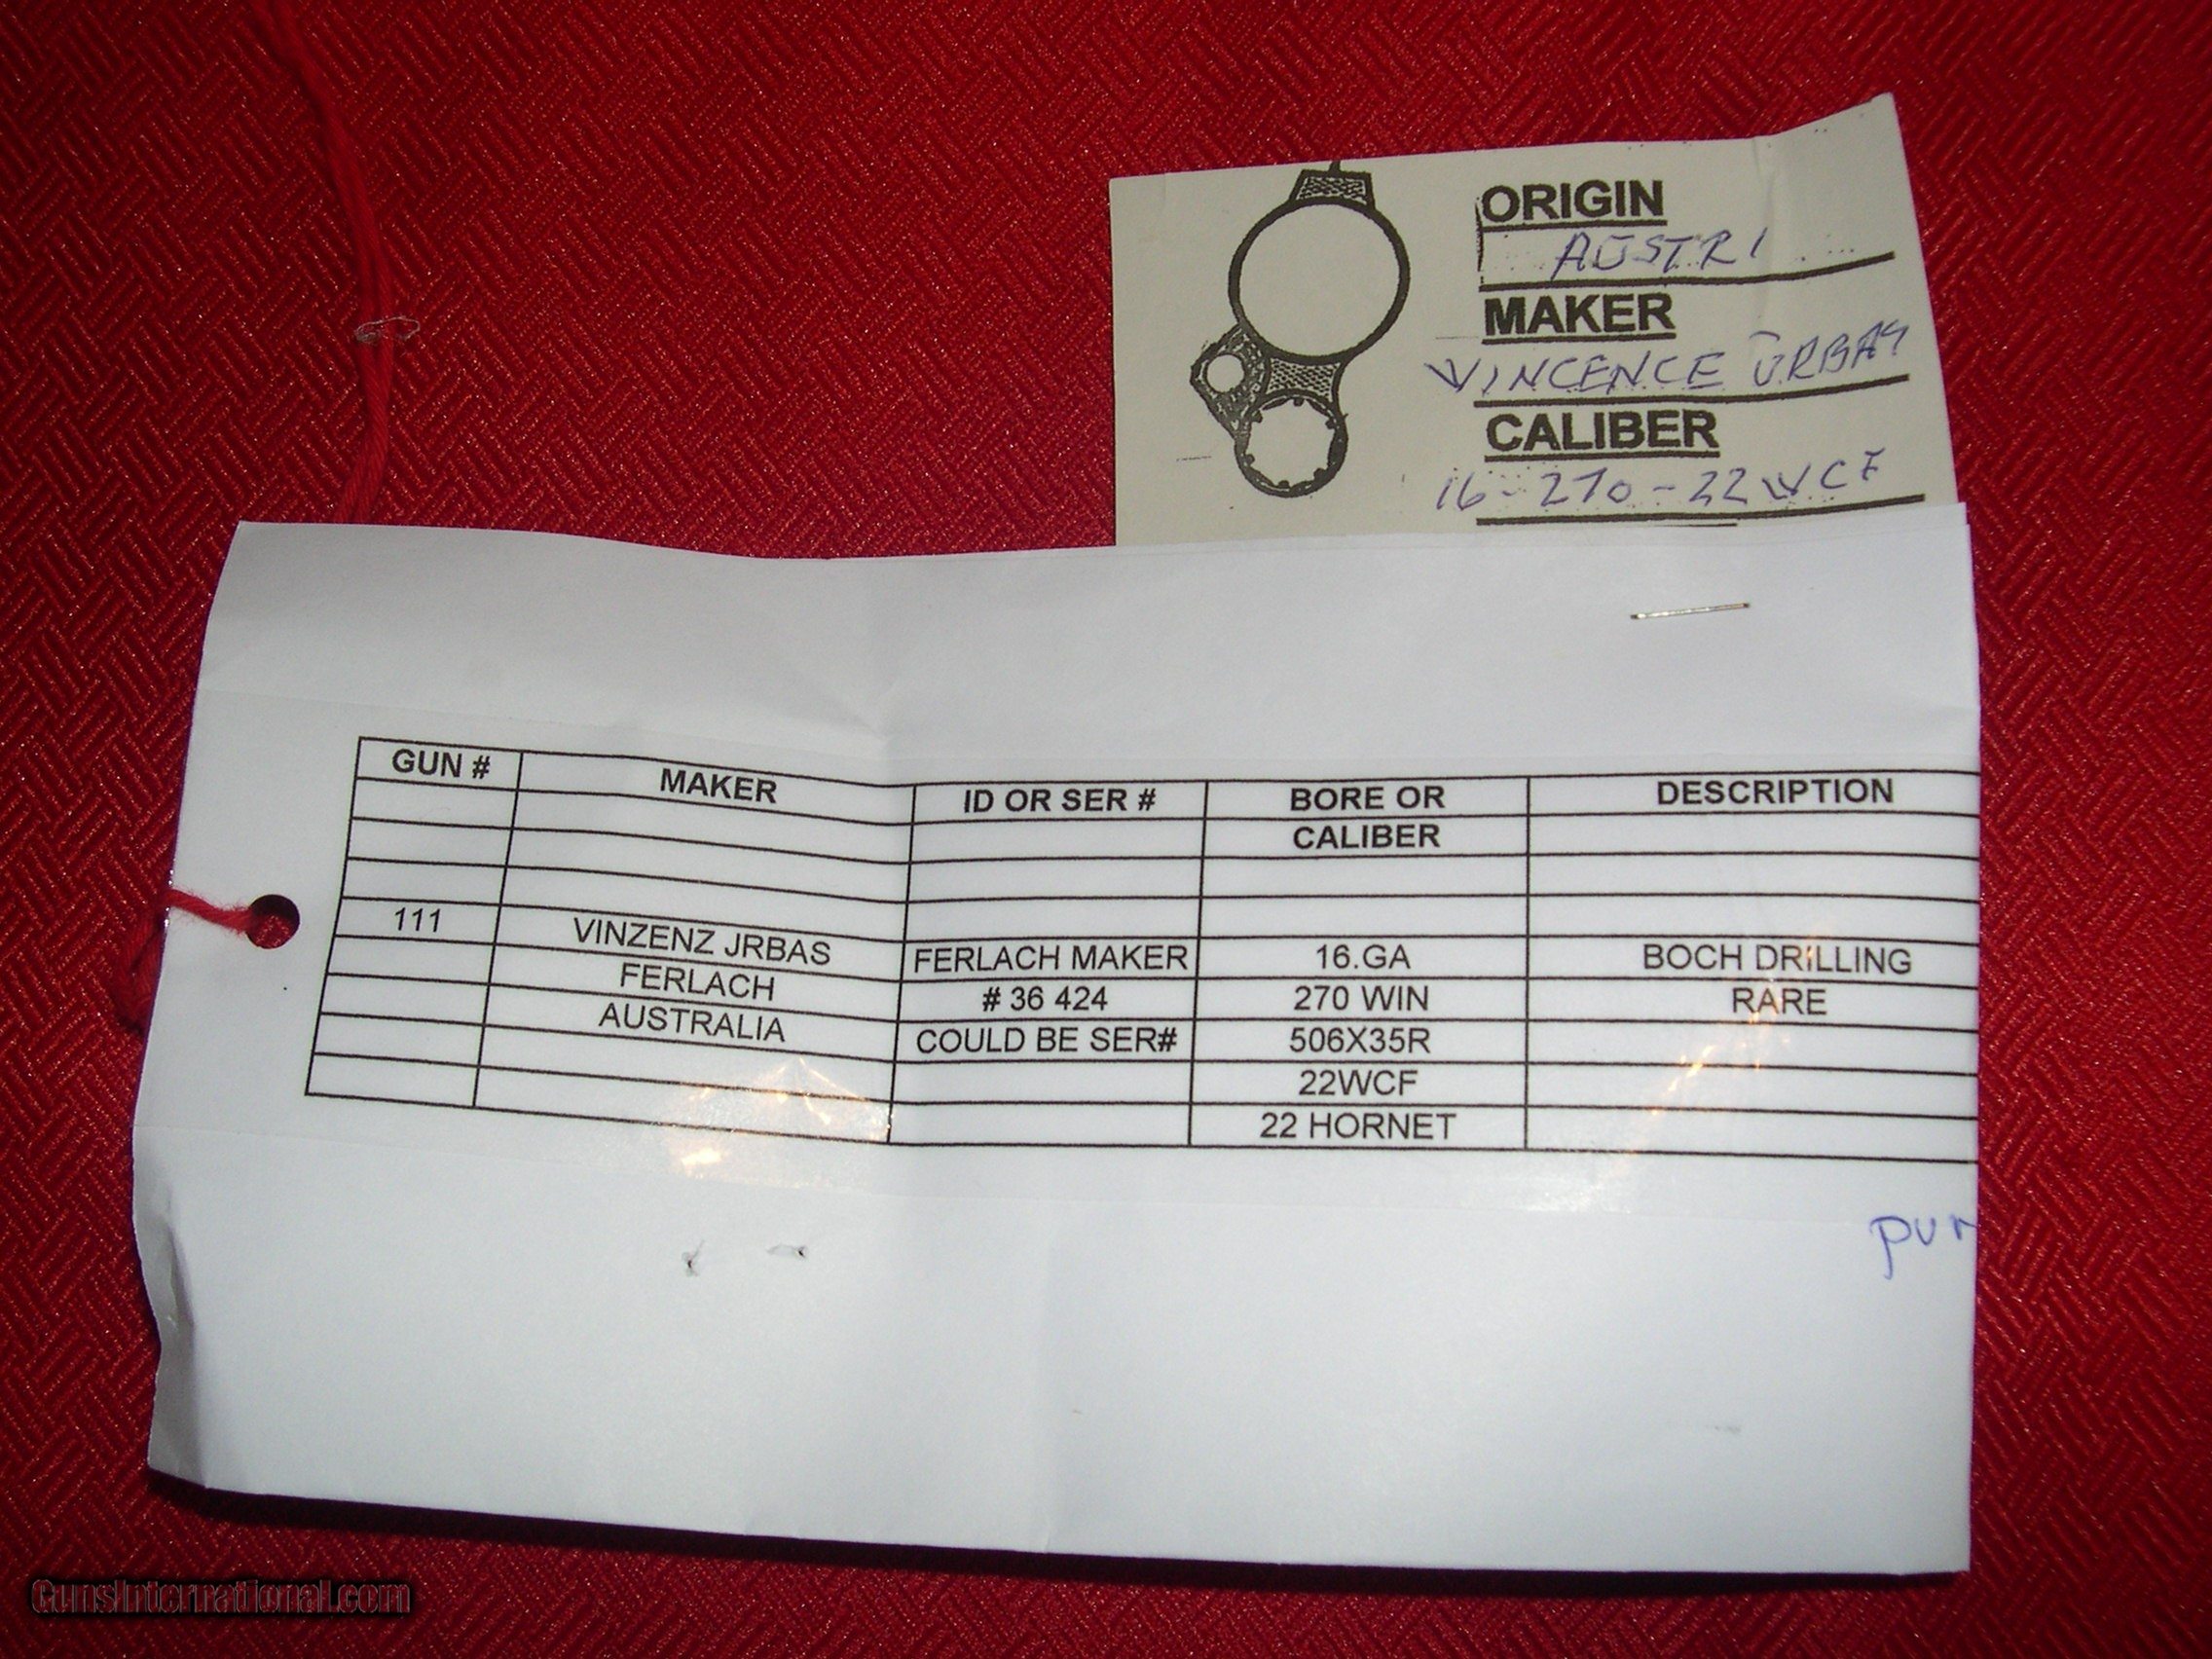 ORIGIN
AUSTRI
MAKER
VINCENCE URBAS
CALIBER
16-270-22WCF
GUN # MAKER ID OR SER # BORE OR DESCRIPTION
CALIBER
111 VINZENZ JRBAS FERLACH MAKER 16.GA BOCH DRILLING
FERLACH # 36 424 270 WIN RARE
AUSTRALIA COULD BE SER# 506X35R
22WCF
22 HORNET
pur
GunsInternational.com